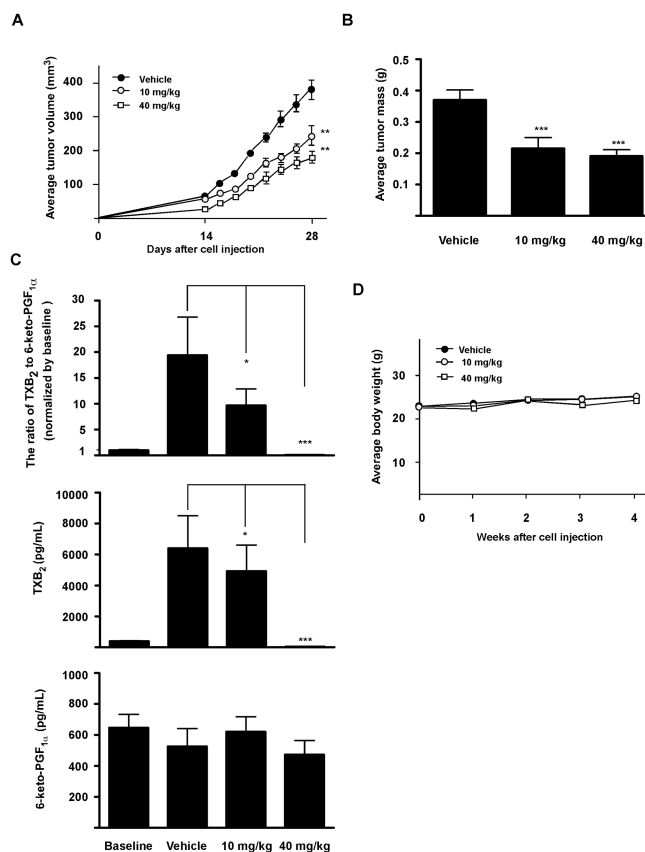 A
Average tumor volume (mm³)
400
300
200
100
Vehicle
10 mg/kg
40 mg/kg
**
**
0
14
28
Days after cell injection
B
Average tumor mass (g)
0.5
0.4
0.3
0.2
0.1
***
***
Vehicle 10 mg/kg 40 mg/kg
C
The ratio of TXB₂ to 6-keto-PGF₁α
(normalized by baseline )
30
25
20
15
10
5
1
*
***
TXB₂ (pg/mL)
10000
8000
6000
4000
2000
0
*
***
6-keto-PGF₁α (pg/mL)
1000
800
600
400
200
0
Baseline Vehicle 10 mg/kg 40 mg/kg
D
Average body weight (g)
30
20
10
Vehicle
10 mg/kg
40 mg/kg
0 1 2 3 4
Weeks after cell injection